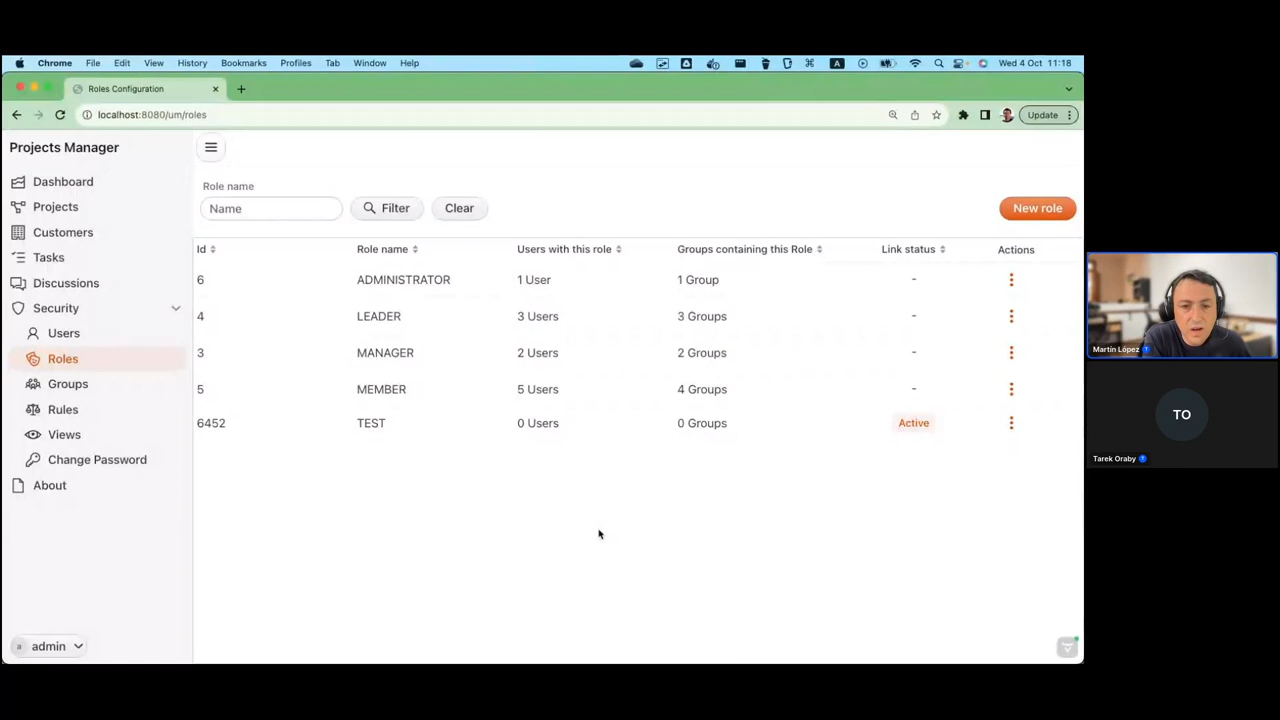 Chrome File Edit View History Bookmarks Profiles Tab Window Help A Wed 4 Oct 11:18
Roles Configuration
localhost:8080/um/roles Update
Projects Manager
Dashboard
Projects
Customers
Tasks
Discussions
Security
Users
Roles
Groups
Rules
Views
Change Password
About
a admin
Role name
Name Filter Clear New role
Id Role name Users with this role Groups containing this Role Link status Actions
6 ADMINISTRATOR 1 User 1 Group -
4 LEADER 3 Users 3 Groups -
3 MANAGER 2 Users 2 Groups -
5 MEMBER 5 Users 4 Groups -
6452 TEST 0 Users 0 Groups Active
Martín López
TO
Tarek Oraby